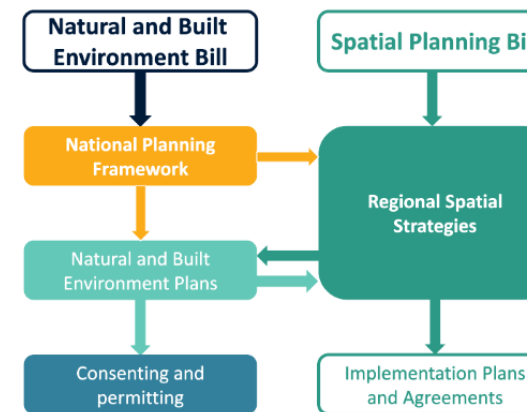 Natural and Built
Environment Bill
Spatial Planning Bi
National Planning
Framework
Regional Spatial
Strategies
Natural and Built
Environment Plans
Consenting and
permitting
Implementation Plans
and Agreements